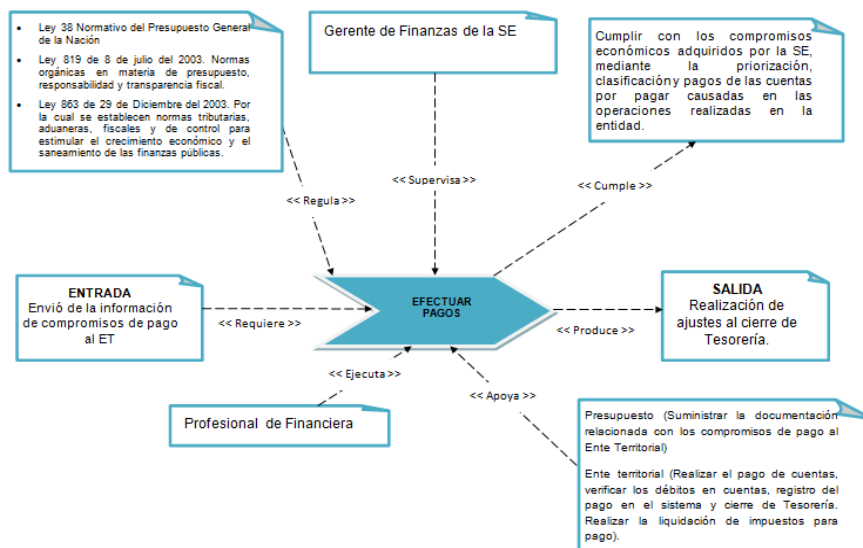 Ley 38 Normativo del Presupuesto General
de la Nación
Ley 819 de 8 de julio del 2003. Normas
orgánicas en materia de presupuesto,
responsabilidad y transparencia fiscal.
Ley 863 de 29 de Diciembre del 2003. Por
la cual se establecen normas tributarias,
aduaneras, fiscales y de control para
estimular el crecimiento económico y el
saneamiento de las finanzas públicas.
Gerente de Finanzas de la SE
Cumplir con los compromisos
económicos adquiridos por la SE,
mediante la priorización,
clasificación y pagos de las cuentas
por pagar causadas en las
operaciones realizadas en la
entidad.
<< Regula >>
<< Supervisa >>
<< Cumple >>
ENTRADA
Envió de la información
de compromisos de pago
al ET
<< Requiere >>
EFECTUAR
PAGOS
<< Produce >>
SALIDA
Realización de
ajustes al cierre de
Tesorería.
<< Ejecuta >>
<< Apoya >>
Profesional de Financiera
Presupuesto (Suministrar la documentación
relacionada con los compromisos de pago al
Ente Territorial)
Ente territorial (Realizar el pago de cuentas,
verificar los débitos en cuentas, registro del
pago en el sistema y cierre de Tesorería.
Realizar la liquidación de impuestos para
pago).